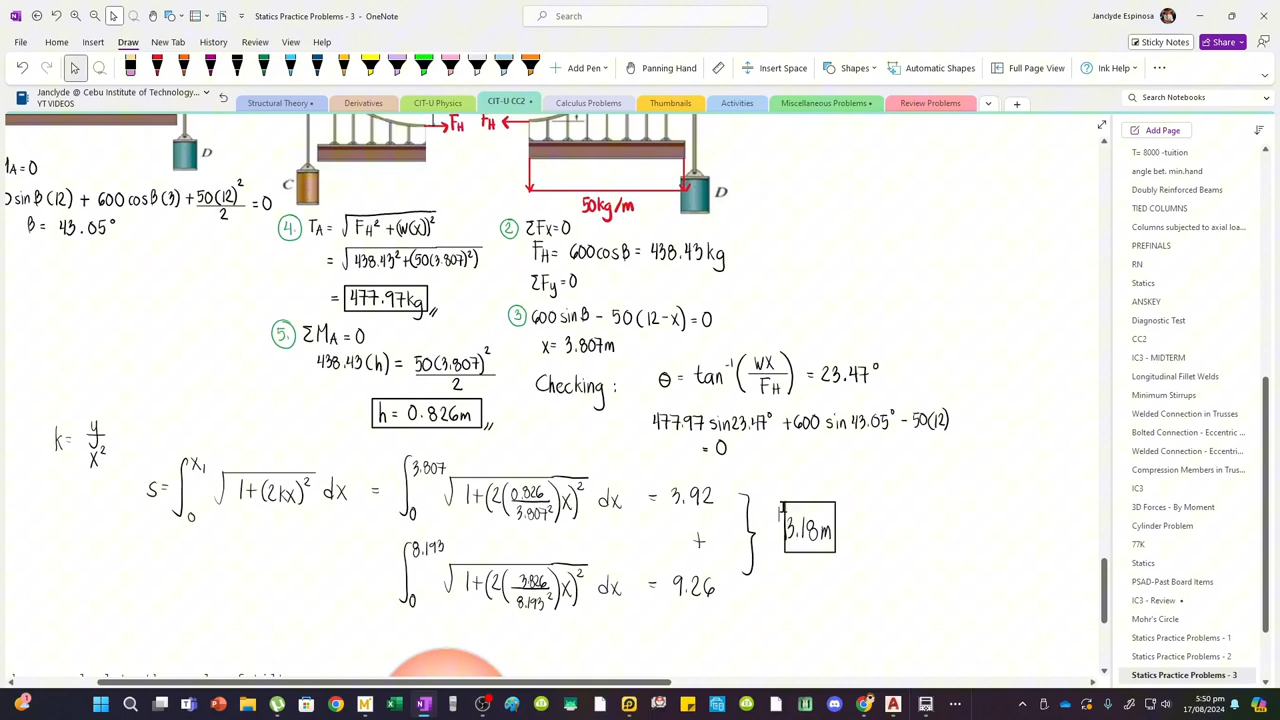 Statics Practice Problems - 3 - OneNote
Search
Janclyde Espinosa
File Home Insert Draw New Tab History Review View Help
Sticky Notes
Share
Add Pen
Panning Hand
Insert Space
Shapes
Automatic Shapes
Full Page View
Ink Help
Janclyde @ Cebu Institute of Technology...
YT VIDEOS
Structural Theory
Derivatives
CIT-U Physics
CIT-U CC2
Calculus Problems
Thumbnails
Activities
Miscellaneous Problems
Review Problems
Search Notebooks
Add Page
T= 8000 -tuition
angle bet. min.hand
Doubly Reinforced Beams
TIED COLUMNS
Columns subjected to axial loa...
PREFINALS
RN
Statics
ANSKEY
Diagnostic Test
CC2
IC3 - MIDTERM
Longitudinal Fillet Welds
Minimum Stirrups
Welded Connection in Trusses
Bolted Connection - Eccentric ...
Welded Connection - Eccentri...
Compression Members in Trus...
IC3
3D Forces - By Moment
Cylinder Problem
77K
Statics
PSAD-Past Board Items
IC3 - Review
Mohr's Circle
Statics Practice Problems - 1
Statics Practice Problems - 2
Statics Practice Problems - 3
D
FH
FH
C
D
50kg/m
MA = 0
sin B (12) + 600 cos B (3) + 50(12)²/2 = 0
B = 43.05°
4. TA = √FH² + (W(x))²
= √438.43² + (50(3.807)²)
= 477.97kg
5. ΣMA = 0
438.43(h) = 50(3.807)²/2
h = 0.826m
2 ΣFx=0
FH = 600cosB = 438.43kg
ΣFy=0
3 600 sin B - 50(12-x) = 0
x = 3.807m
Checking :
θ = tan⁻¹(WX/FH) = 23.47°
477.97 sin23.47° + 600 sin 43.05° - 50(12)
= 0
k = y/x²
s = ∫₀^x₁ √1+(2kx)² dx = ∫₀^3.807 √1+(2(0.826/3.807²)x)² dx = 3.92
+
3.18m
∫₀^8.193 √1+(2(3.826/8.193²)x)² dx = 9.26
5:50 pm
17/08/2024